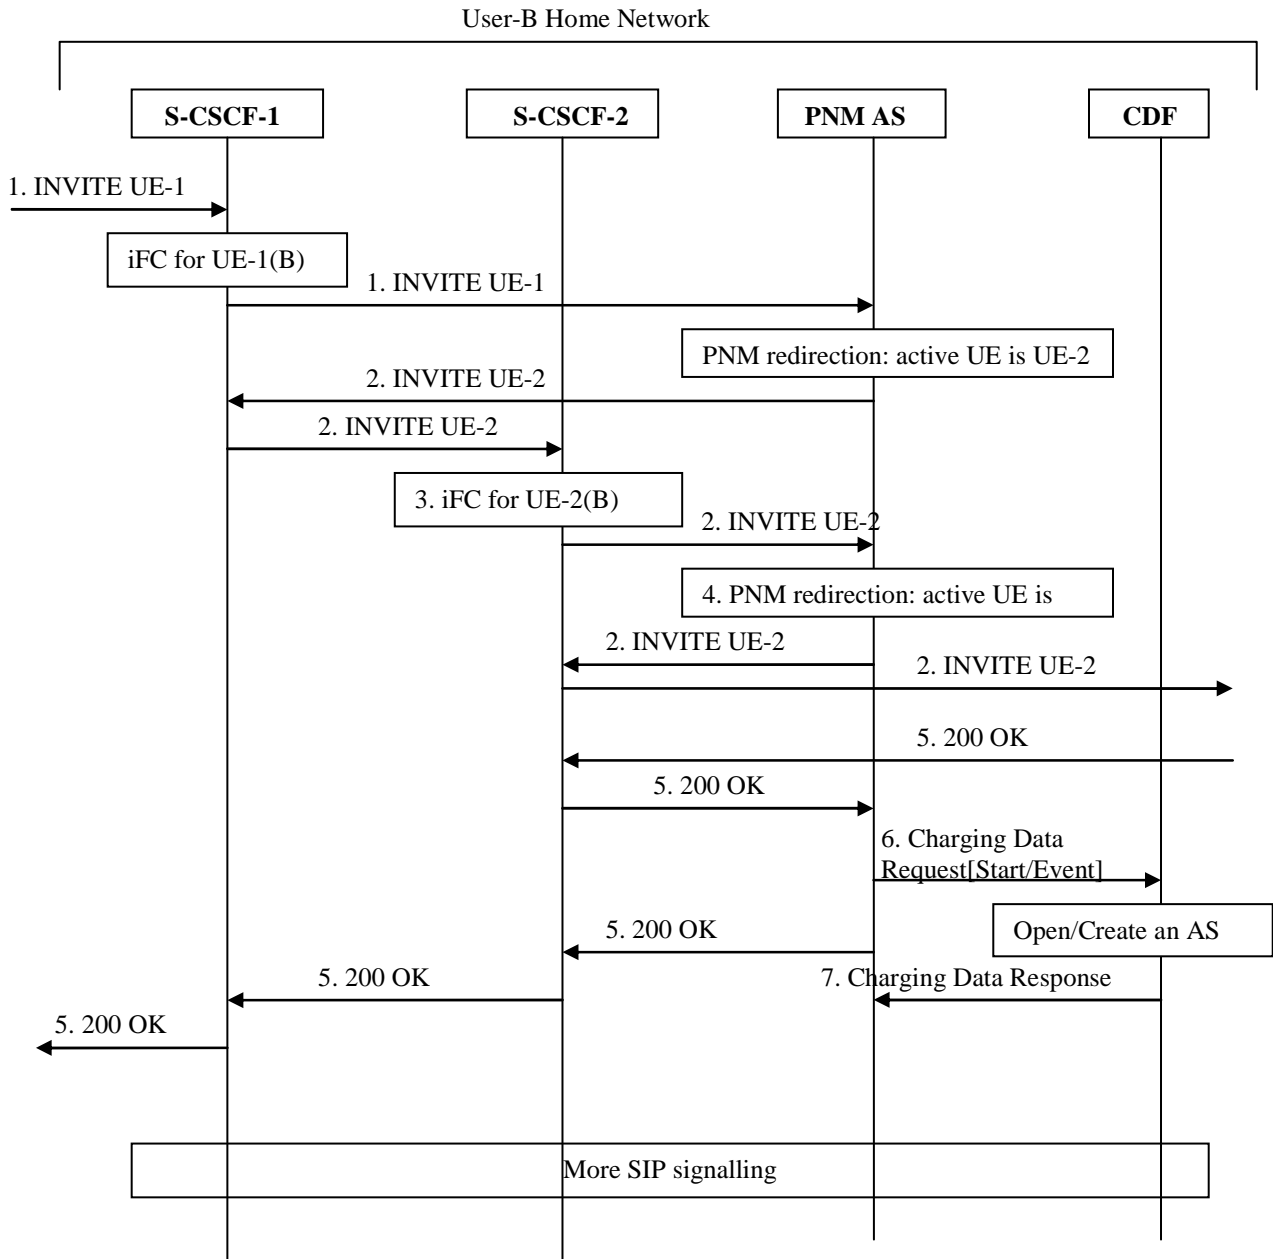 User-B Home Network
S-CSCF-1
S-CSCF-2
PNM AS
CDF
1. INVITE UE-1
iFC for UE-1(B)
1. INVITE UE-1
PNM redirection: active UE is UE-2
2. INVITE UE-2
2. INVITE UE-2
3. iFC for UE-2(B)
2. INVITE UE-2
4. PNM redirection: active UE is
2. INVITE UE-2
2. INVITE UE-2
5. 200 OK
5. 200 OK
6. Charging Data
Request[Start/Event]
Open/Create an AS
5. 200 OK
5. 200 OK
7. Charging Data Response
5. 200 OK
More SIP signalling